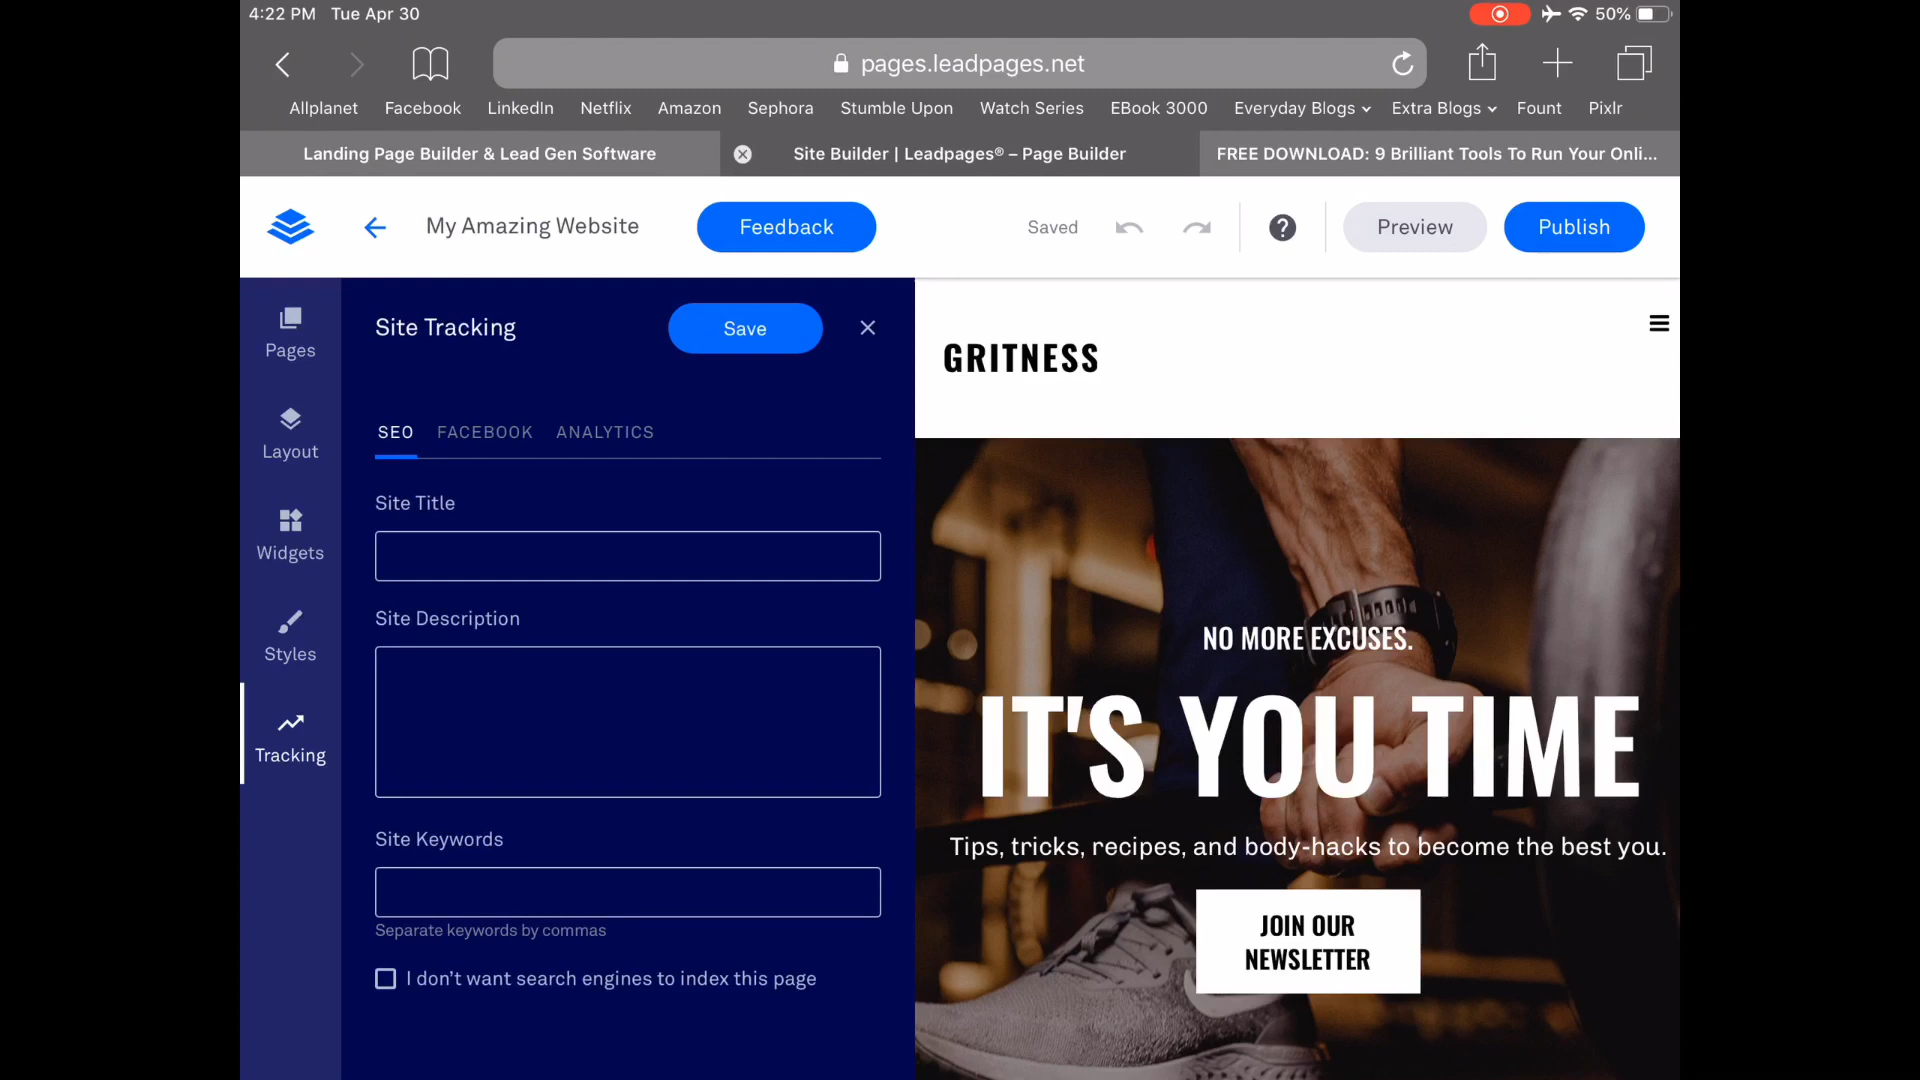 4:22 PM Tue Apr 30
50%
pages.leadpages.net
Allplanet Facebook LinkedIn Netflix Amazon Sephora Stumble Upon Watch Series EBook 3000 Everyday Blogs Extra Blogs Fount Pixlr
Landing Page Builder & Lead Gen Software
Site Builder | Leadpages® – Page Builder
FREE DOWNLOAD: 9 Brilliant Tools To Run Your Onli...
My Amazing Website
Feedback
Saved
Preview
Publish
Pages
Layout
Widgets
Styles
Tracking
Site Tracking
Save
SEO FACEBOOK ANALYTICS
Site Title
Site Description
Site Keywords
Separate keywords by commas
I don't want search engines to index this page
GRITNESS
NO MORE EXCUSES.
IT'S YOU TIME
Tips, tricks, recipes, and body-hacks to become the best you.
JOIN OUR
NEWSLETTER